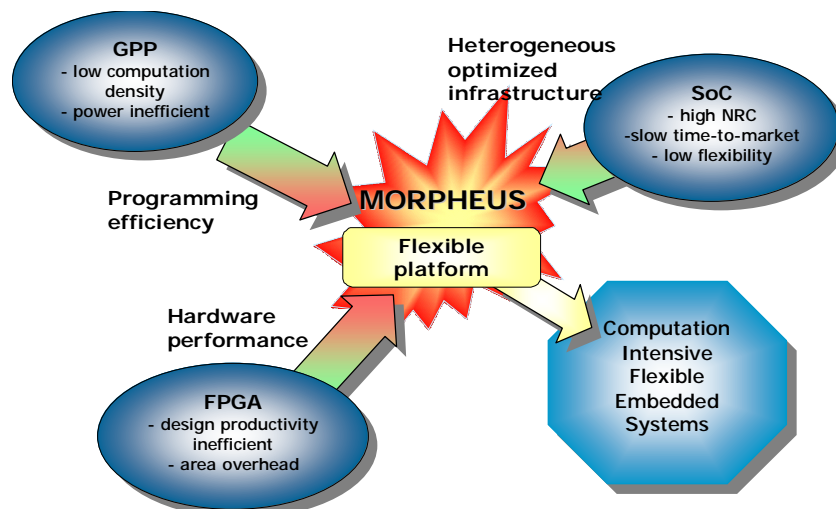 GPP
- low computation
density
- power inefficient
Heterogeneous
optimized
infrastructure
SoC
- high NRC
-slow time-to-market
- low flexibility
Programming
efficiency
MORPHEUS
Flexible
platform
Hardware
performance
FPGA
- design productivity
inefficient
- area overhead
Computation
Intensive
Flexible
Embedded
Systems